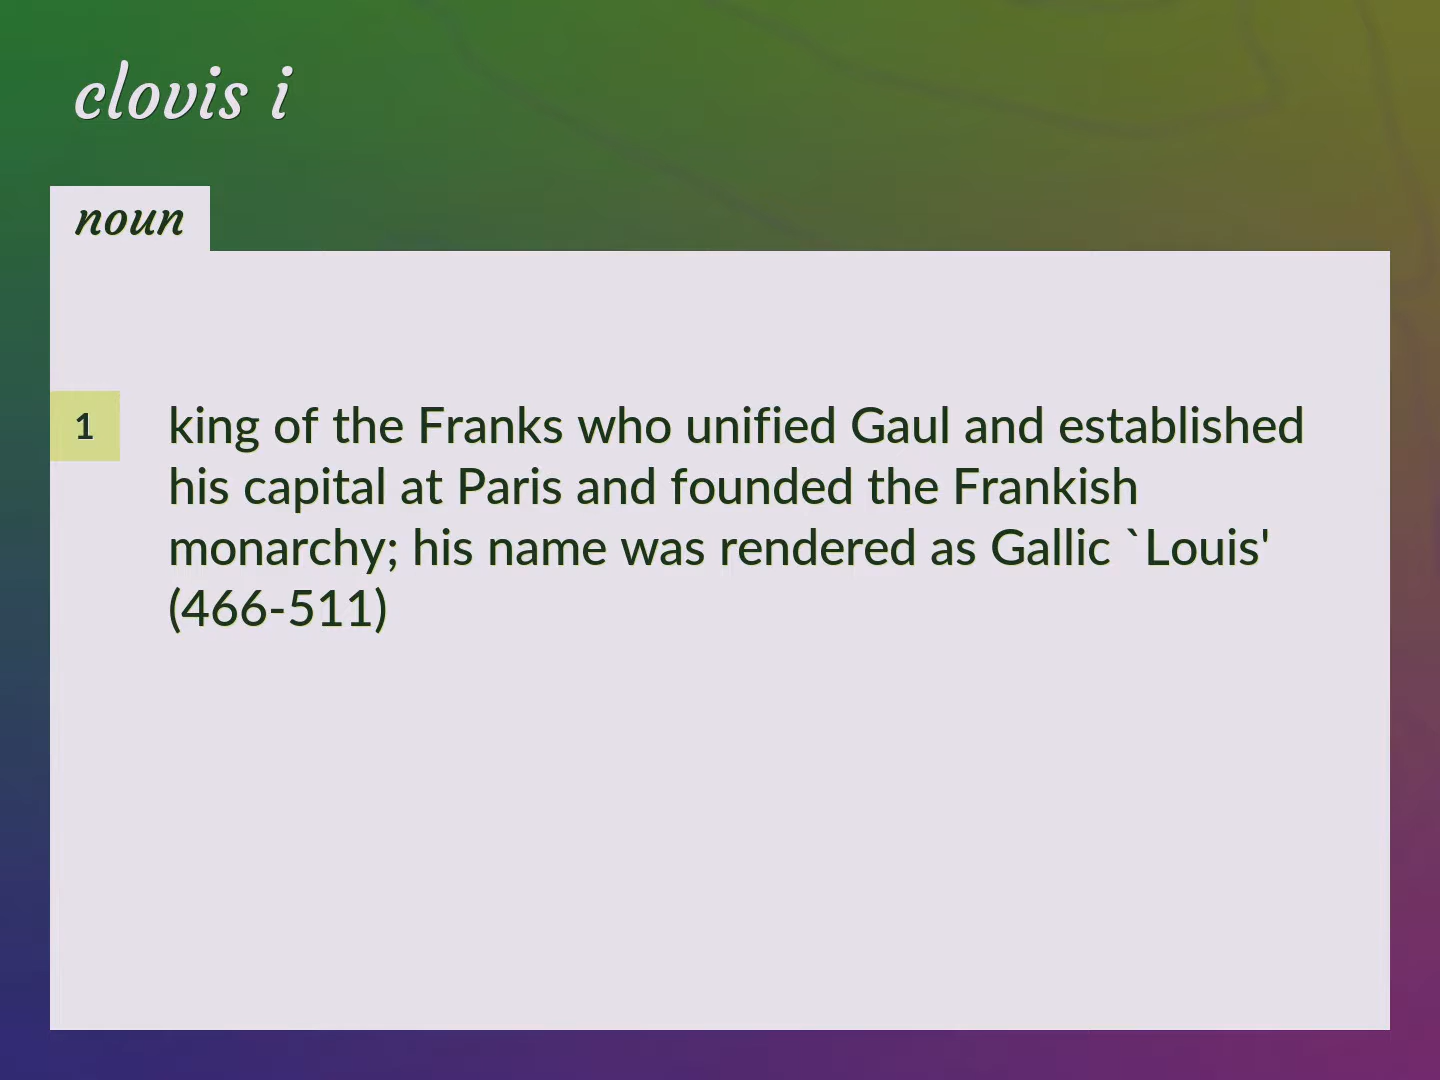 clovis i
noun
1
king of the Franks who unified Gaul and established
his capital at Paris and founded the Frankish
monarchy; his name was rendered as Gallic `Louis'
(466-511)